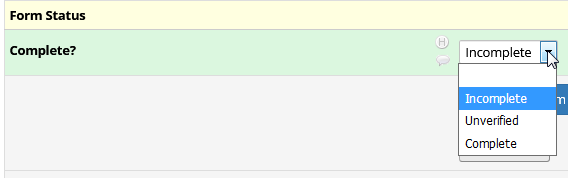 Form Status
Complete?
H
Incomplete
Incomplete
m
Unverified
Complete